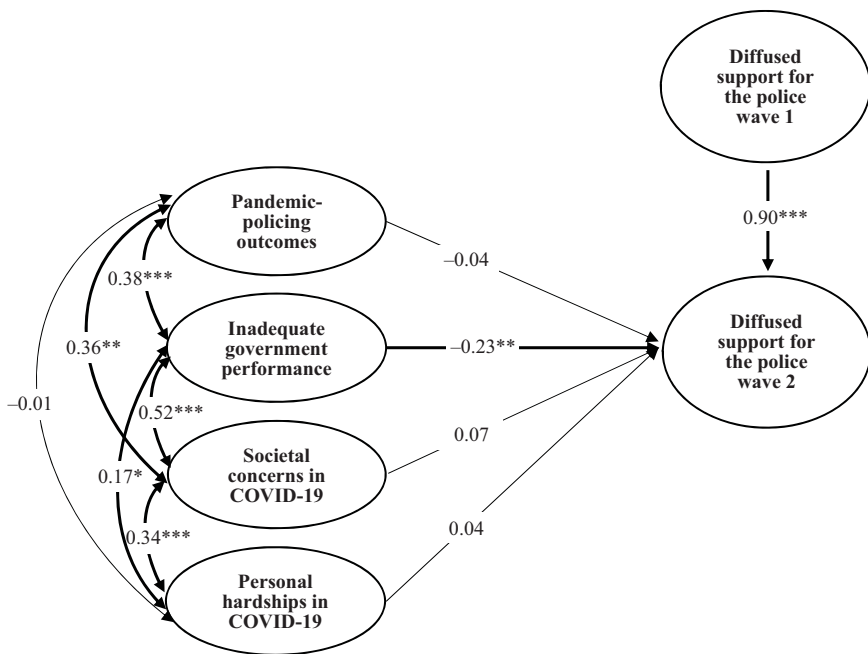 Diffused
support for
the police
wave 1
0.90***
Pandemic-
policing
outcomes
–0.04
0.38***
Inadequate
government
performance
–0.23**
Diffused
support for
the police
wave 2
0.36**
–0.01
0.52***
0.07
Societal
concerns in
COVID-19
0.17*
0.34***
0.04
Personal
hardships in
COVID-19